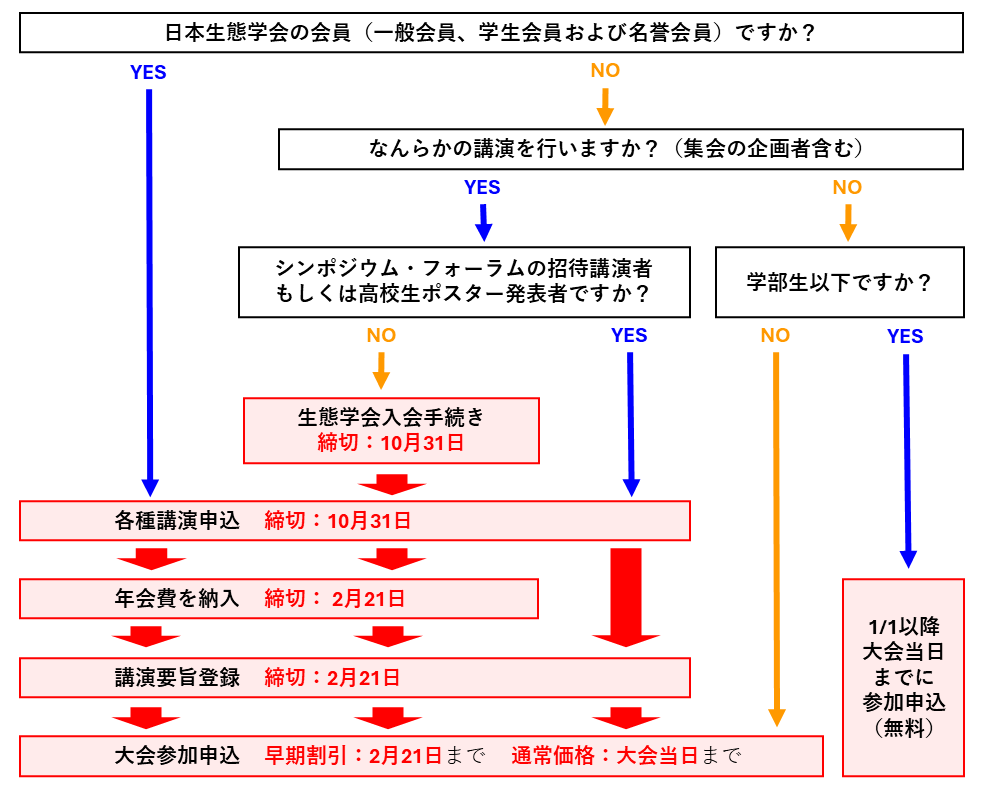 日本生態学会の会員（一般会員、学生会員および名誉会員）ですか？
YES
NO
なんらかの講演を行いますか？（集会の企画者含む）
YES
NO
シンポジウム・フォーラムの招待講演者
もしくは高校生ポスター発表者ですか？
学部生以下ですか？
NO
YES
NO
YES
生態学会入会手続き
締切：10月31日
各種講演申込 締切：10月31日
年会費を納入 締切： 2月21日
講演要旨登録 締切：2月21日
大会参加申込 早期割引：2月21日まで 通常価格：大会当日まで
1/1以降
大会当日
までに
参加申込
（無料）